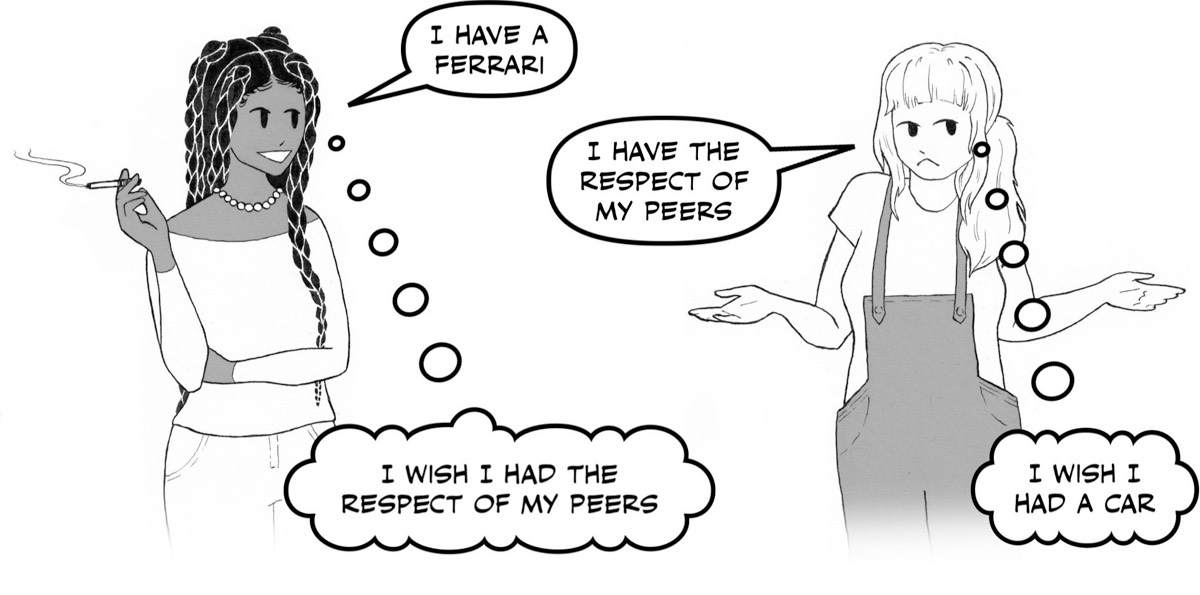 I HAVE A
FERRARI
I HAVE THE
RESPECT OF
MY PEERS
I WISH I HAD THE
RESPECT OF MY PEERS
I WISH I
HAD A CAR